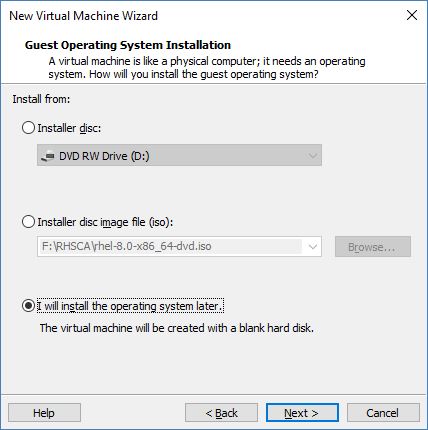 New Virtual Machine Wizard
Guest Operating System Installation
A virtual machine is like a physical computer; it needs an operating
system. How will you install the guest operating system?
Install from:
Installer disc:
DVD RW Drive (D:)
Installer disc image file (iso):
F:\RHSCA\rhel-8.0-x86_64-dvd.iso
Browse...
I will install the operating system later.
The virtual machine will be created with a blank hard disk.
Help
< Back
Next >
Cancel